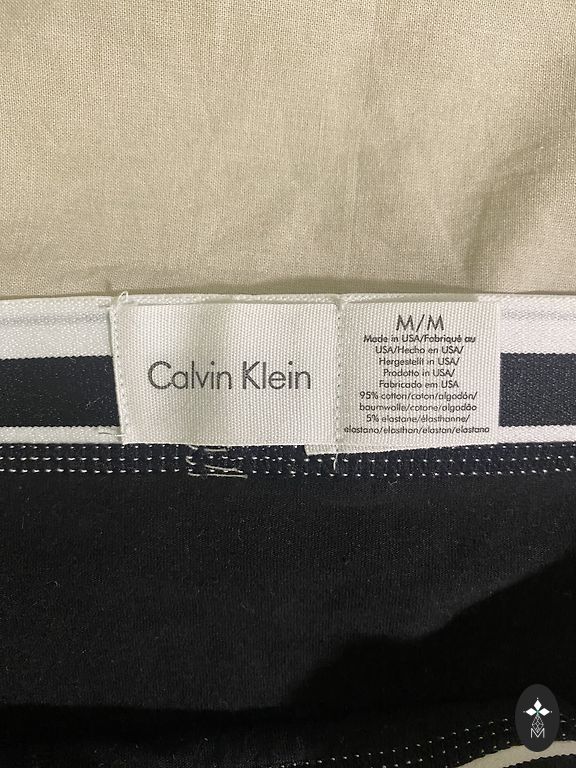 Calvin Klein
M/M
Made in USA/Fabriqué au
USA/Hecho en USA/
Hergestellt in USA/
Prodotto in USA/
Fabricado em USA
95% cotton/coton/algodón/
baumwolle/cotone/algodão
5% elastane/élasthanne/
elastano/elasthan/elastan/elastano
M